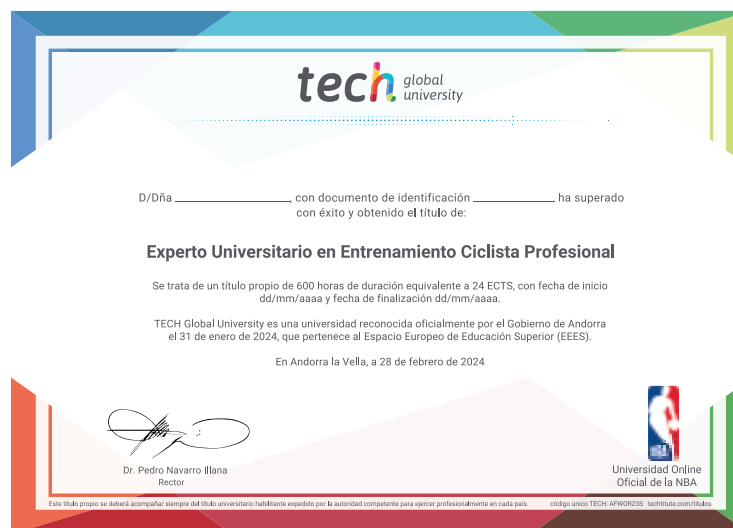 tech global
university
D/Dña ____________, con documento de identificación ____________ ha superado
con éxito y obtenido el título de:
Experto Universitario en Entrenamiento Ciclista Profesional
Se trata de un título propio de 600 horas de duración equivalente a 24 ECTS, con fecha de inicio
dd/mm/aaaa y fecha de finalización dd/mm/aaaa.
TECH Global University es una universidad reconocida oficialmente por el Gobierno de Andorra
el 31 de enero de 2024, que pertenece al Espacio Europeo de Educación Superior (EEES).
En Andorra la Vella, a 28 de febrero de 2024
Dr. Pedro Navarro Illana
Rector
NBA
Universidad Online
Oficial de la NBA
Este título propio se deberá acompañar siempre del título universitario habilitante expedido por la autoridad competente para ejercer profesionalmente en cada país. código único TECH: AFWOR23S techtitute.com/titulos